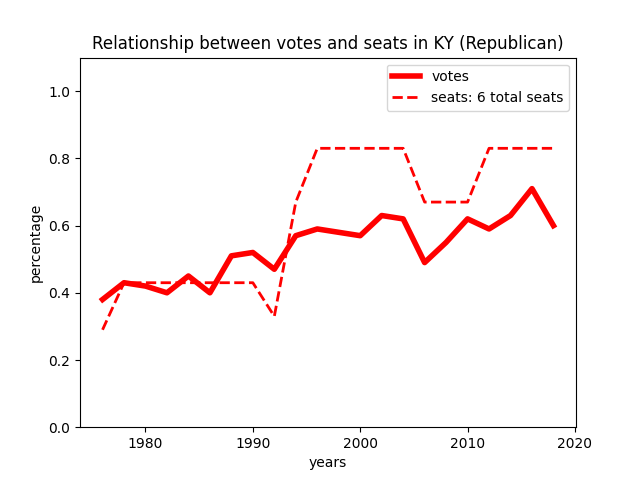 Relationship between votes and seats in KY (Republican)
votes
seats: 6 total seats
percentage
1.0
0.8
0.6
0.4
0.2
0.0
1980
1990
2000
2010
2020
years